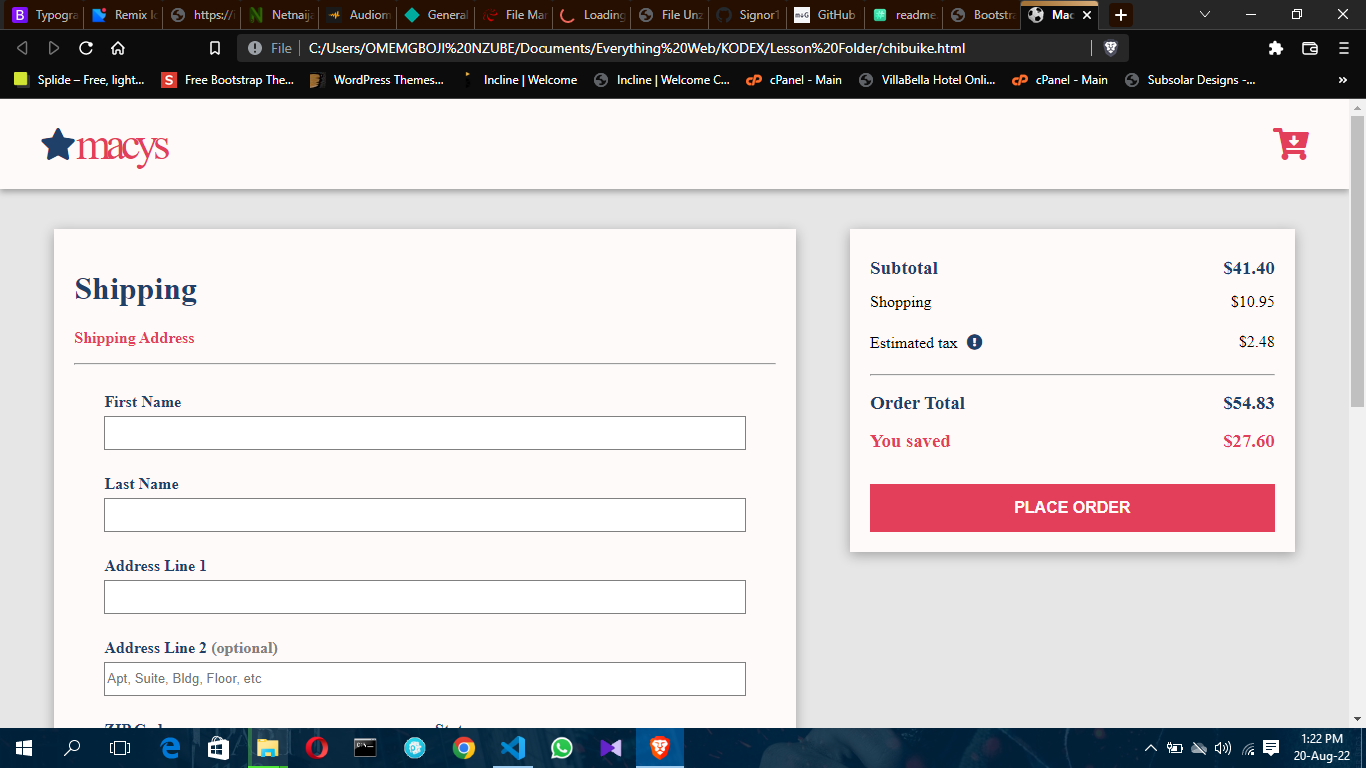 Typogra Remix Ic https://i Netnaija Audiom General File Mar Loading File Unz Signor1 GitHub readme. Bootstra Mac
File C:/Users/OMEMGBOJI%20NZUBE/Documents/Everything%20Web/KODEX/Lesson%20Folder/chibuike.html
Splide – Free, light... Free Bootstrap The... WordPress Themes... Incline | Welcome Incline | Welcome C... cPanel - Main VillaBella Hotel Onli... cPanel - Main Subsolar Designs -... »
macys
Shipping
Shipping Address
First Name
Last Name
Address Line 1
Address Line 2 (optional)
Apt, Suite, Bldg, Floor, etc
Subtotal $41.40
Shopping $10.95
Estimated tax $2.48
Order Total $54.83
You saved $27.60
PLACE ORDER
1:22 PM
20-Aug-22